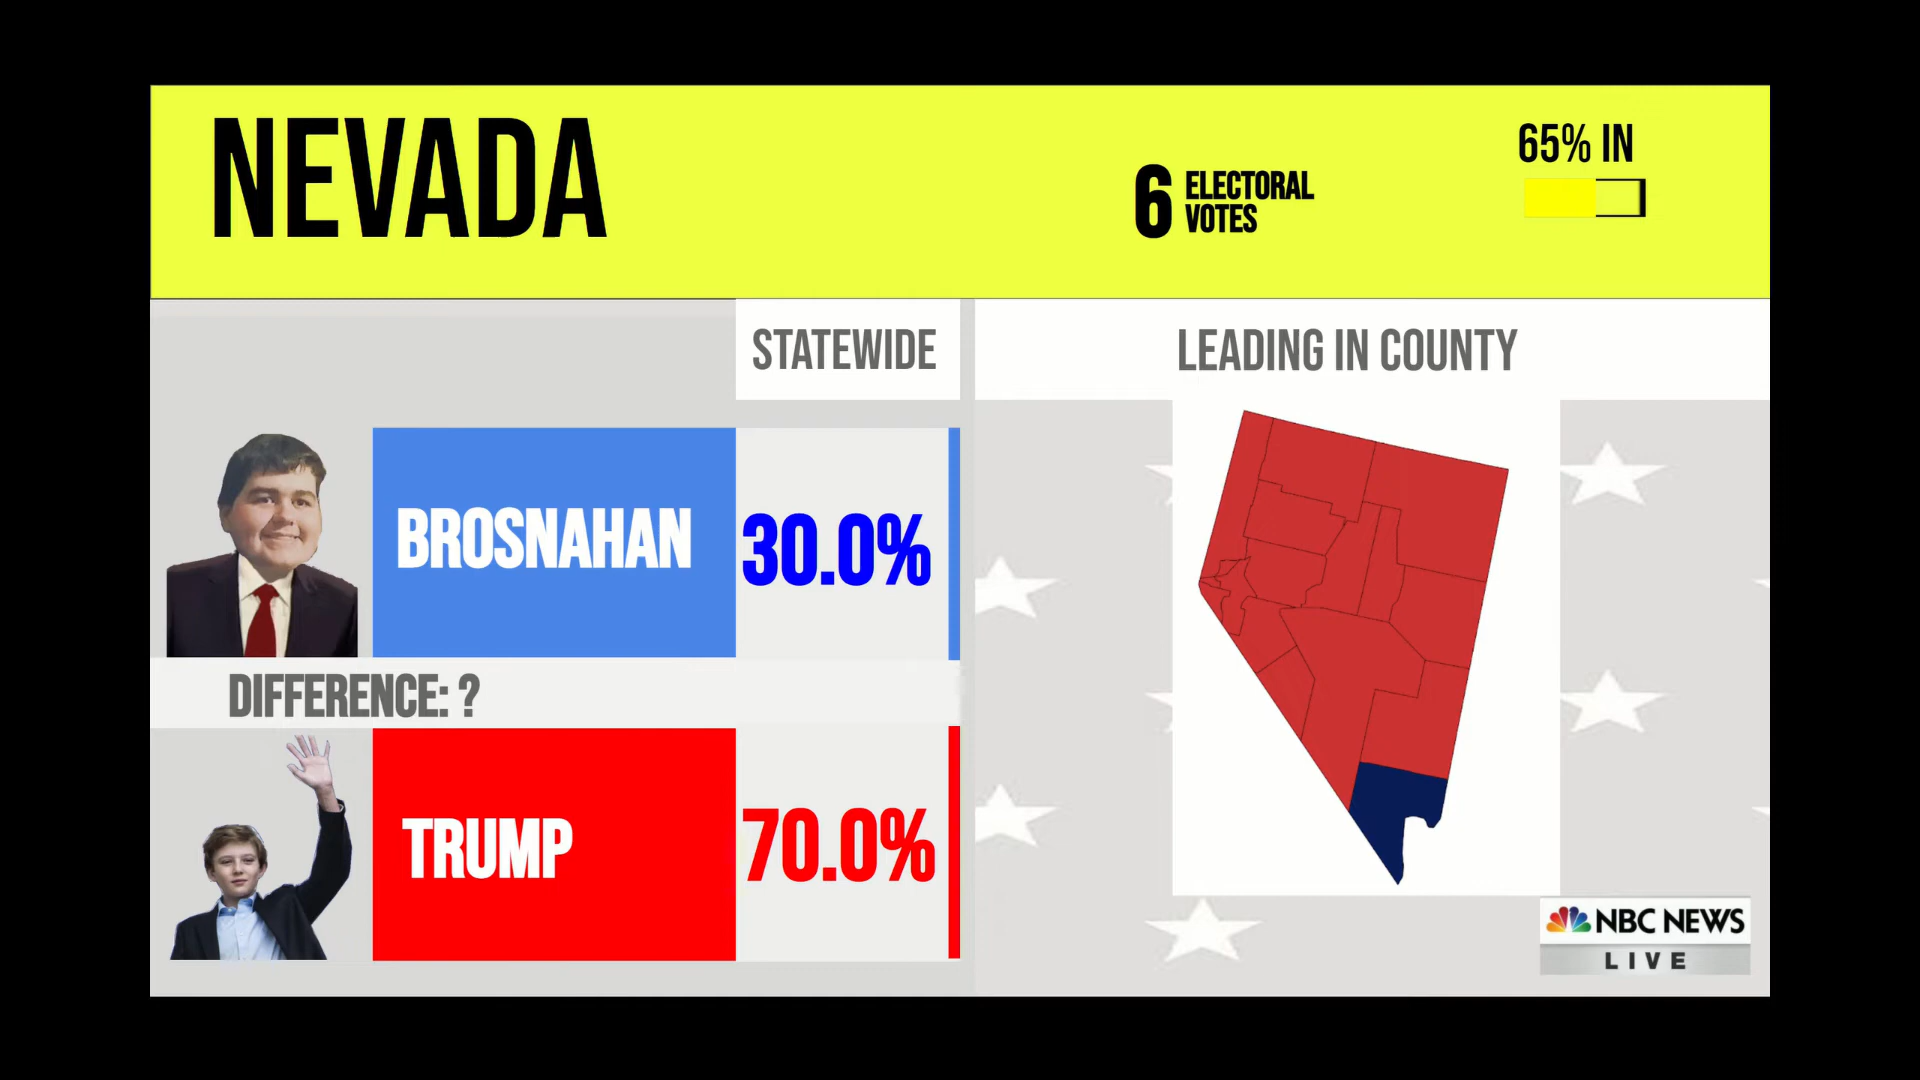 NEVADA
65% IN
6 ELECTORAL
VOTES
STATEWIDE
LEADING IN COUNTY
BROSNAHAN
30.0%
DIFFERENCE: ?
TRUMP
70.0%
NBC NEWS
LIVE